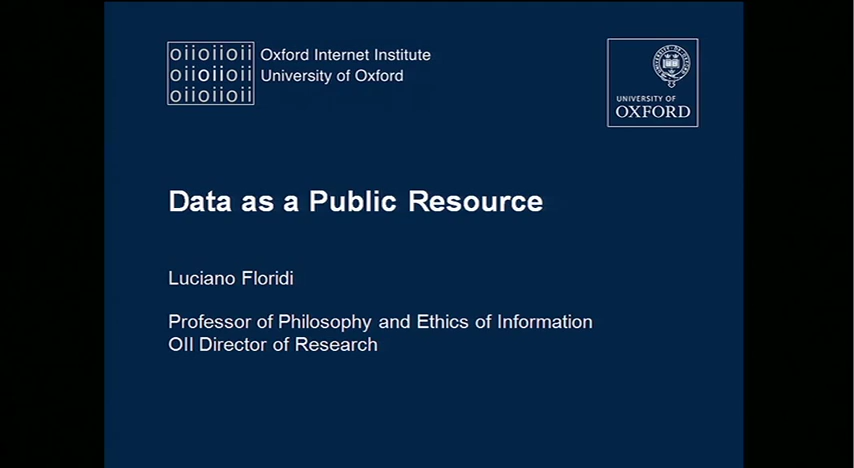 oiioiioii
oiioiioii
oiioiioii
Oxford Internet Institute
University of Oxford
UNIVERSITY OF
OXFORD
Data as a Public Resource
Luciano Floridi
Professor of Philosophy and Ethics of Information
OII Director of Research